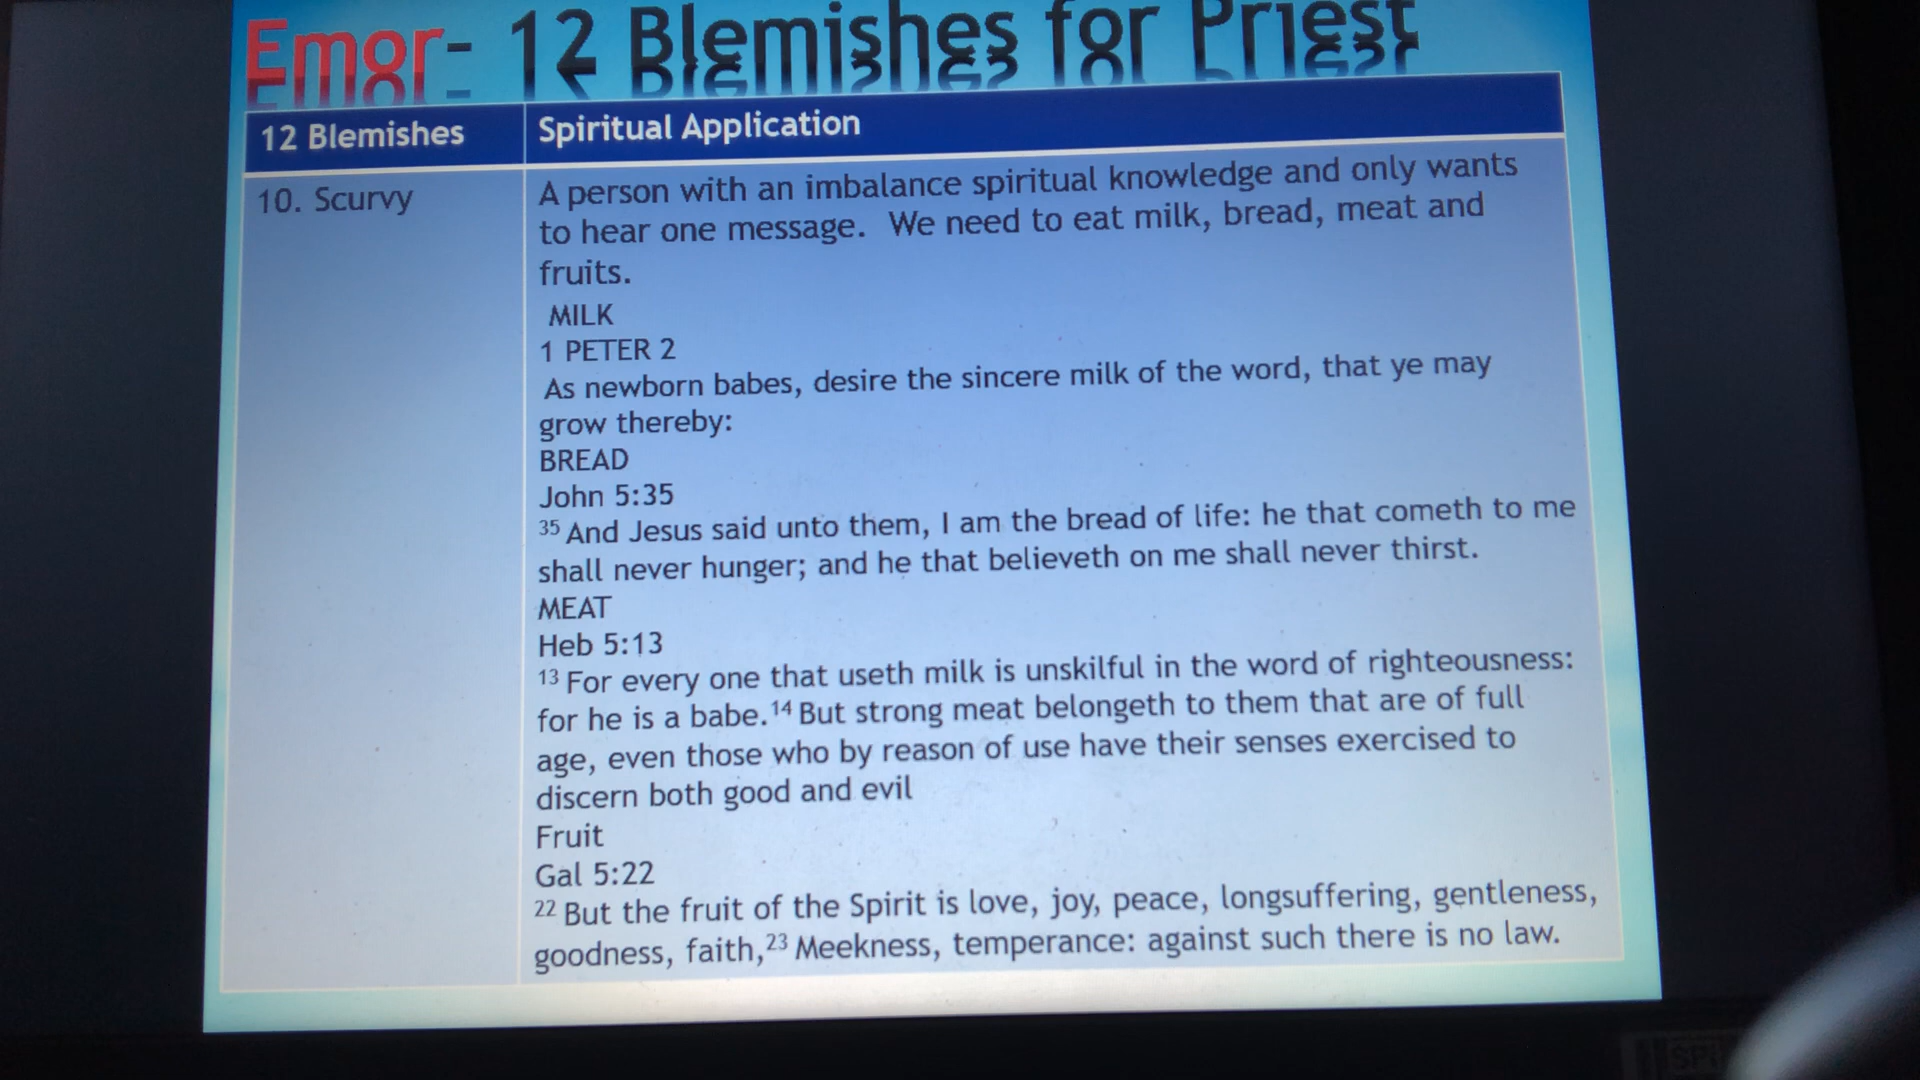 Emor- 12 Blemishes for Priest
12 Blemishes
Spiritual Application
10. Scurvy
A person with an imbalance spiritual knowledge and only wants
to hear one message. We need to eat milk, bread, meat and
fruits.
MILK
1 PETER 2
As newborn babes, desire the sincere milk of the word, that ye may
grow thereby:
BREAD
John 5:35
35 And Jesus said unto them, I am the bread of life: he that cometh to me
shall never hunger; and he that believeth on me shall never thirst.
MEAT
Heb 5:13
13 For every one that useth milk is unskilful in the word of righteousness:
for he is a babe. 14 But strong meat belongeth to them that are of full
age, even those who by reason of use have their senses exercised to
discern both good and evil
Fruit
Gal 5:22
22 But the fruit of the Spirit is love, joy, peace, longsuffering, gentleness,
goodness, faith, 23 Meekness, temperance: against such there is no law.